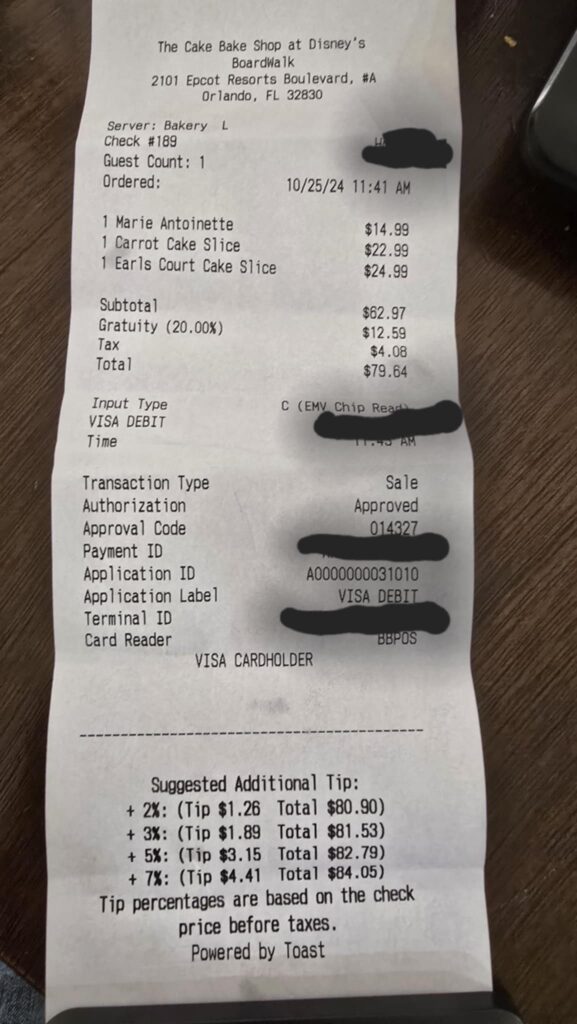 The Cake Bake Shop at Disney's
BoardWalk
2101 Epcot Resorts Boulevard, #A
Orlando, FL 32830
Server: Bakery L
Check #189
Guest Count: 1
Ordered: 10/25/24 11:41 AM
1 Marie Antoinette $14.99
1 Carrot Cake Slice $22.99
1 Earls Court Cake Slice $24.99
Subtotal $62.97
Gratuity (20.00%) $12.59
Tax $4.08
Total $79.64
Input Type C (EMV Chip Read)
VISA DEBIT
Time 11:43 AM
Transaction Type Sale
Authorization Approved
Approval Code 014327
Payment ID
Application ID A0000000031010
Application Label VISA DEBIT
Terminal ID
Card Reader BBPOS
VISA CARDHOLDER
Suggested Additional Tip:
+ 2%: (Tip $1.26 Total $80.90)
+ 3%: (Tip $1.89 Total $81.53)
+ 5%: (Tip $3.15 Total $82.79)
+ 7%: (Tip $4.41 Total $84.05)
Tip percentages are based on the check
price before taxes.
Powered by Toast